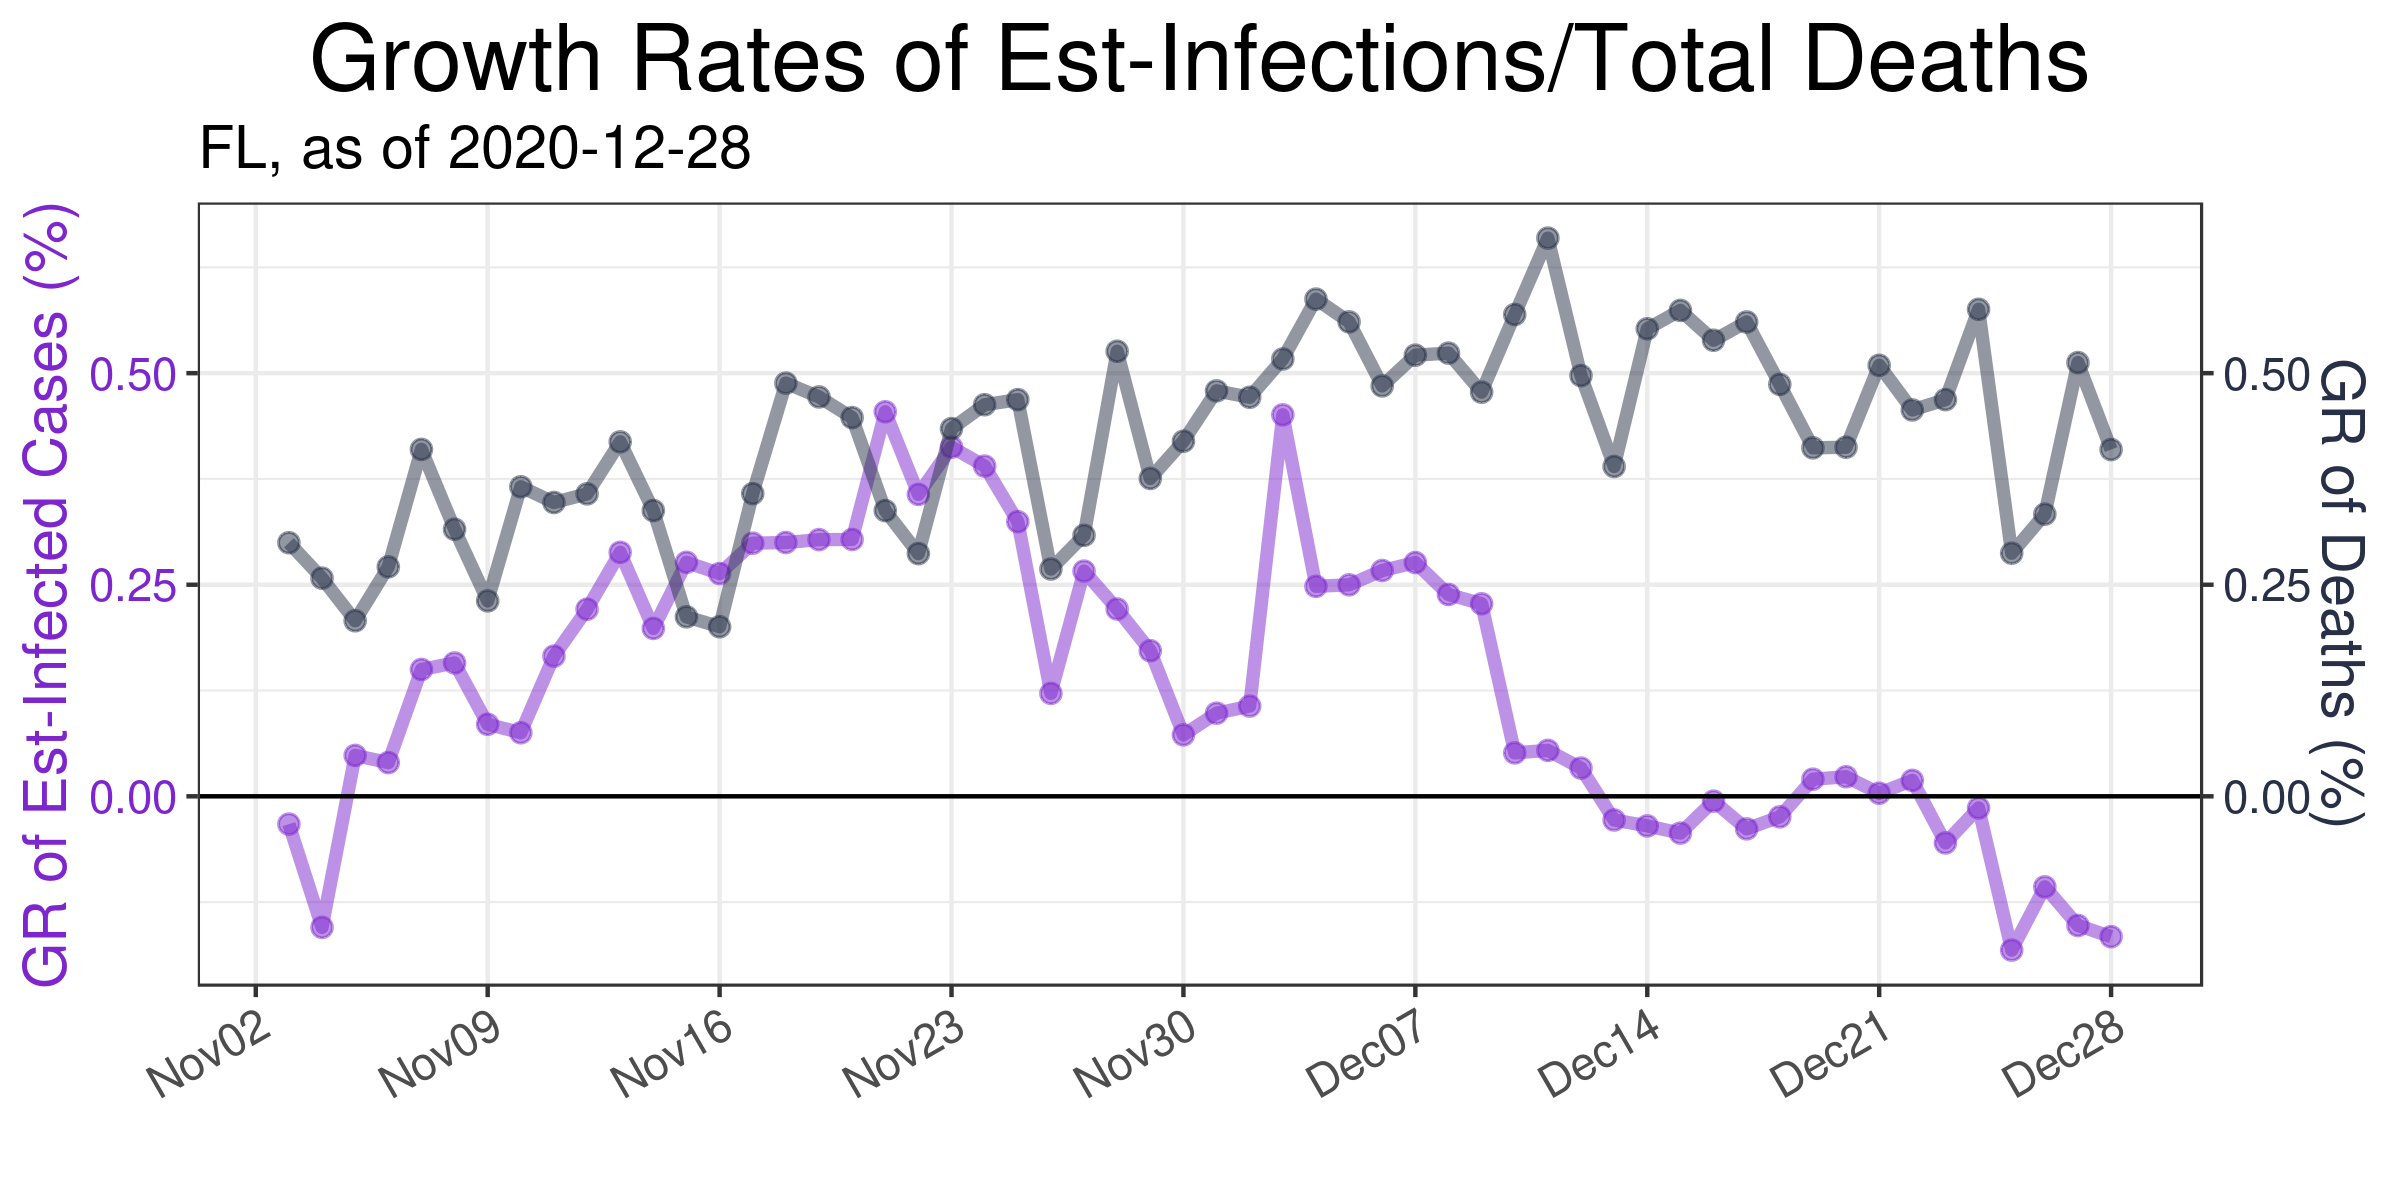 Growth Rates of Est-Infections/Total Deaths
FL, as of 2020-12-28
GR of Est-Infected Cases (%)
0.50
0.25
0.00
0.50
0.25
0.00
GR of Deaths (%)
Nov02
Nov09
Nov16
Nov23
Nov30
Dec07
Dec14
Dec21
Dec28